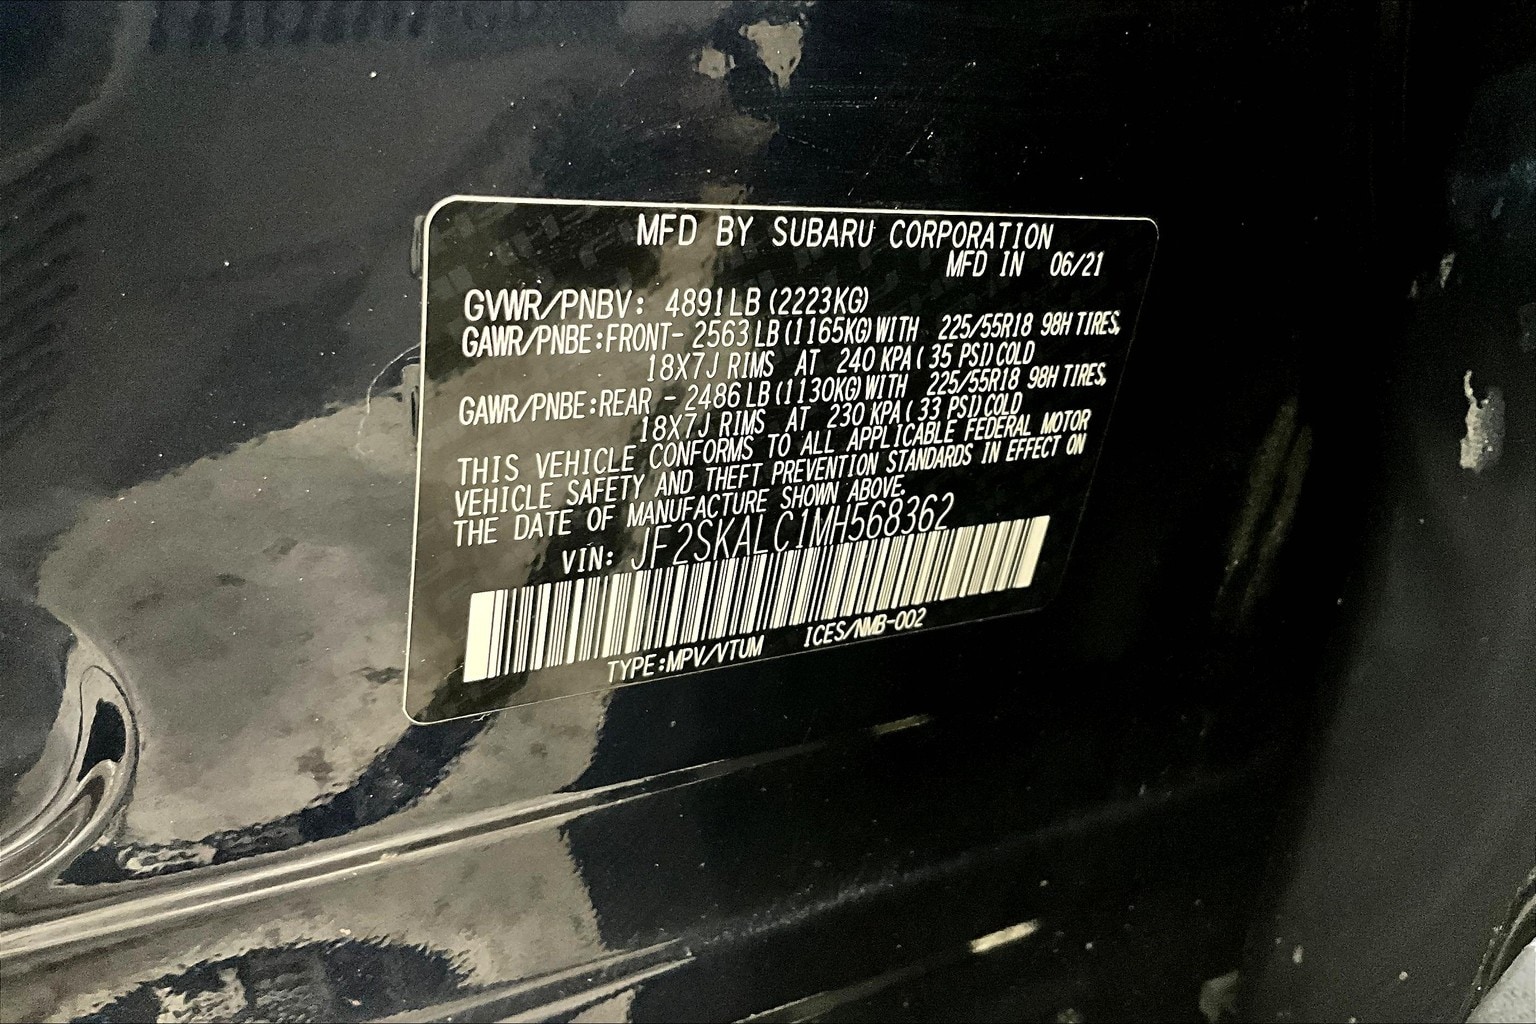 MFD BY SUBARU CORPORATION
MFD IN 06/21
GVWR/PNBV: 4891LB (2223KG)
GAWR/PNBE:FRONT- 2563 LB (1165KG) WITH 225/55R18 98H TIRES,
18X7J RIMS AT 240 KPA ( 35 PSI) COLD
GAWR/PNBE:REAR - 2486 LB (1130KG) WITH 225/55R18 98H TIRES,
18X7J RIMS AT 230 KPA ( 33 PSI) COLD
THIS VEHICLE CONFORMS TO ALL APPLICABLE FEDERAL MOTOR
VEHICLE SAFETY AND THEFT PREVENTION STANDARDS IN EFFECT ON
THE DATE OF MANUFACTURE SHOWN ABOVE.
VIN: JF2SKALC1MH568362
TYPE:MPV/VTUM ICES/NMB-002